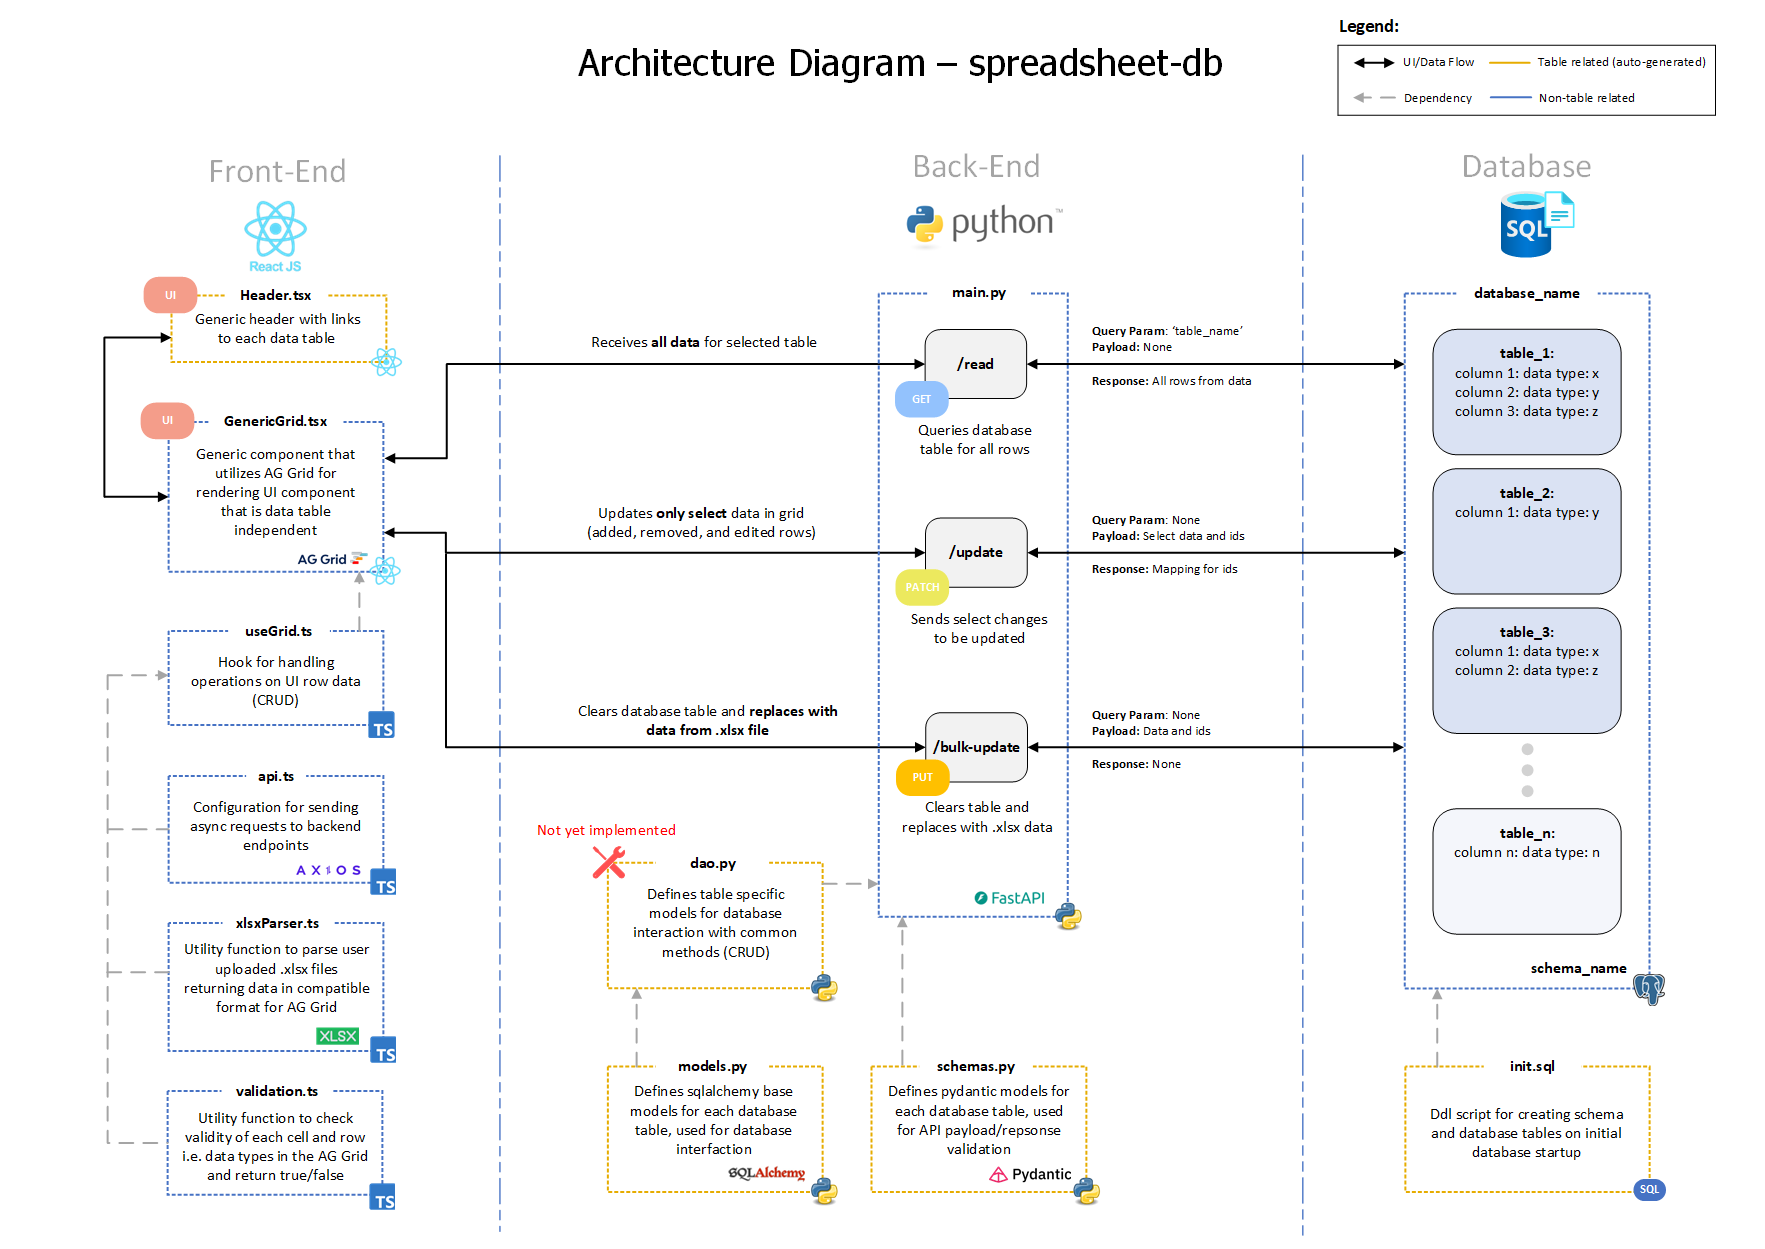 Legend:
UI/Data Flow
Table related (auto-generated)
Dependency
Non-table related
Architecture Diagram – spreadsheet-db
Front-End
React JS
UI
Header.tsx
Generic header with links
to each data table
UI
GenericGrid.tsx
Generic component that
utilizes AG Grid for
rendering UI component
that is data table
independent
AG Grid
useGrid.ts
Hook for handling
operations on UI row data
(CRUD)
TS
api.ts
Configuration for sending
async requests to backend
endpoints
AXIOS
TS
xlsxParser.ts
Utility function to parse user
uploaded .xlsx files
returning data in compatible
format for AG Grid
XLSX
TS
validation.ts
Utility function to check
validity of each cell and row
i.e. data types in the AG Grid
and return true/false
TS
Back-End
python™
main.py
Receives all data for selected table
/read
GET
Queries database
table for all rows
Query Param: ‘table_name’
Payload: None
Response: All rows from data
Updates only select data in grid
(added, removed, and edited rows)
/update
PATCH
Sends select changes
to be updated
Query Param: None
Payload: Select data and ids
Response: Mapping for ids
Clears database table and replaces with
data from .xlsx file
/bulk-update
PUT
Clears table and
replaces with .xlsx data
Query Param: None
Payload: Data and ids
Response: None
FastAPI
Not yet implemented
dao.py
Defines table specific
models for database
interaction with common
methods (CRUD)
models.py
Defines sqlalchemy base
models for each database
table, used for database
interfaction
SQLAlchemy
schemas.py
Defines pydantic models for
each database table, used
for API payload/repsonse
validation
Pydantic
Database
SQL
database_name
table_1:
column 1: data type: x
column 2: data type: y
column 3: data type: z
table_2:
column 1: data type: y
table_3:
column 1: data type: x
column 2: data type: z
table_n:
column n: data type: n
schema_name
init.sql
Ddl script for creating schema
and database tables on initial
database startup
SQL